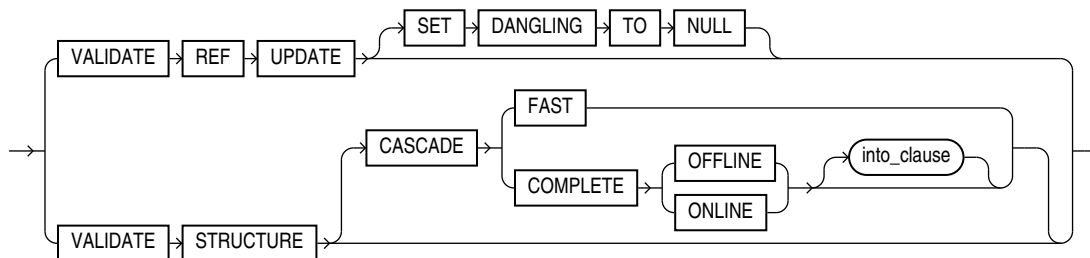 SET DANGLING TO NULL
VALIDATE REF UPDATE
FAST
CASCADE
OFFLINE
into_clause
COMPLETE
ONLINE
VALIDATE STRUCTURE